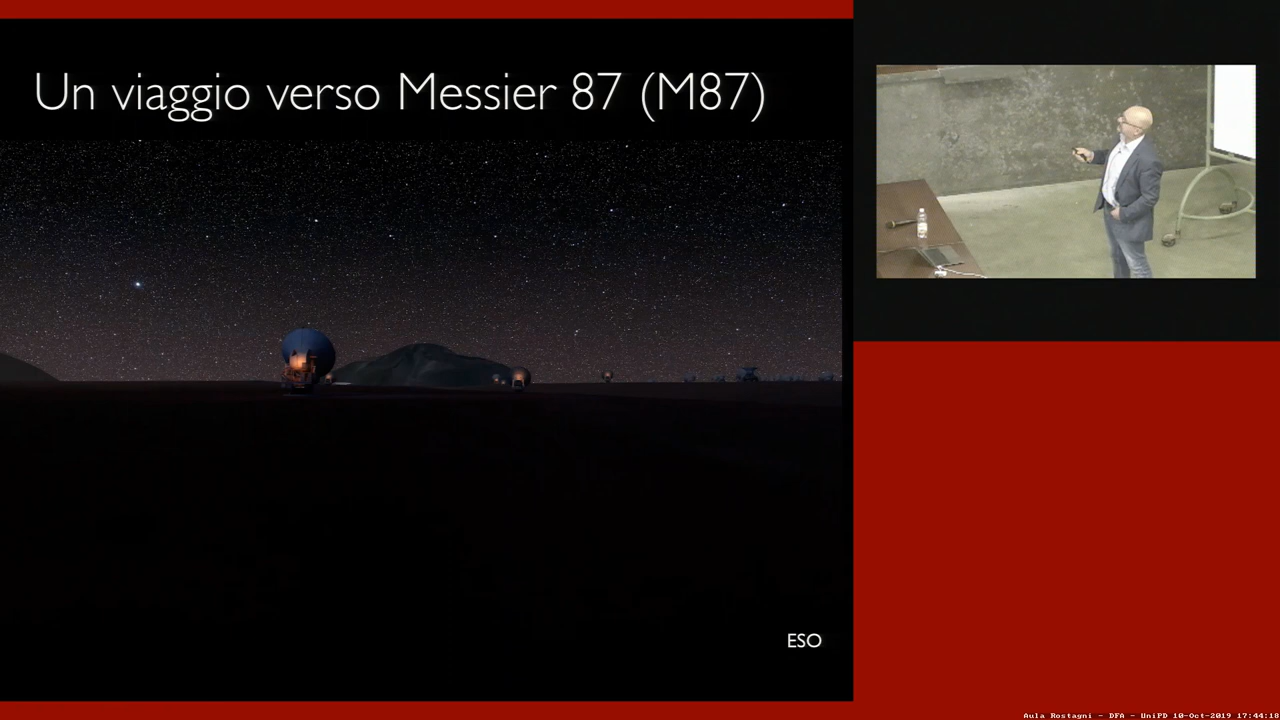 Un viaggio verso Messier 87 (M87)
ESO
Aula Rostagni - DFA - UniPD 10-Oct-2019 17:44:18